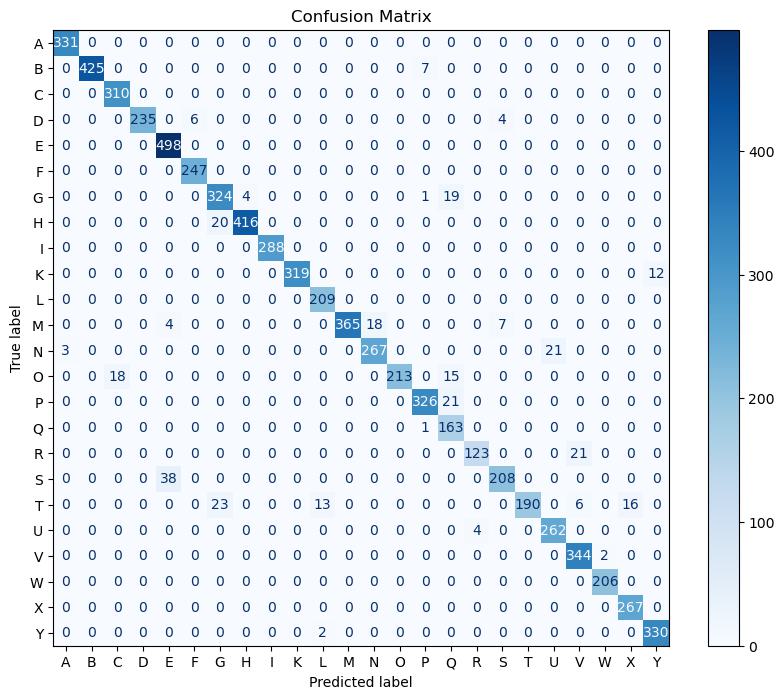 Confusion Matrix
A 331 0 0 0 0 0 0 0 0 0 0 0 0 0 0 0 0 0 0 0 0 0 0 0
B 0 425 0 0 0 0 0 0 0 0 0 0 0 0 7 0 0 0 0 0 0 0 0 0
C 0 0 310 0 0 0 0 0 0 0 0 0 0 0 0 0 0 0 0 0 0 0 0 0
D 0 0 0 235 0 6 0 0 0 0 0 0 0 0 0 0 0 4 0 0 0 0 0 0
E 0 0 0 0 498 0 0 0 0 0 0 0 0 0 0 0 0 0 0 0 0 0 0 0
F 0 0 0 0 0 247 0 0 0 0 0 0 0 0 0 0 0 0 0 0 0 0 0 0
G 0 0 0 0 0 0 324 4 0 0 0 0 0 0 1 19 0 0 0 0 0 0 0 0
H 0 0 0 0 0 0 20 416 0 0 0 0 0 0 0 0 0 0 0 0 0 0 0 0
I 0 0 0 0 0 0 0 0 288 0 0 0 0 0 0 0 0 0 0 0 0 0 0 0
K 0 0 0 0 0 0 0 0 0 319 0 0 0 0 0 0 0 0 0 0 0 0 0 12
L 0 0 0 0 0 0 0 0 0 0 209 0 0 0 0 0 0 0 0 0 0 0 0 0
M 0 0 0 0 4 0 0 0 0 0 0 365 18 0 0 0 0 7 0 0 0 0 0 0
N 3 0 0 0 0 0 0 0 0 0 0 0 267 0 0 0 0 0 0 21 0 0 0 0
O 0 0 18 0 0 0 0 0 0 0 0 0 0 213 0 15 0 0 0 0 0 0 0 0
P 0 0 0 0 0 0 0 0 0 0 0 0 0 0 326 21 0 0 0 0 0 0 0 0
Q 0 0 0 0 0 0 0 0 0 0 0 0 0 0 1 163 0 0 0 0 0 0 0 0
R 0 0 0 0 0 0 0 0 0 0 0 0 0 0 0 0 123 0 0 0 21 0 0 0
S 0 0 0 0 38 0 0 0 0 0 0 0 0 0 0 0 0 208 0 0 0 0 0 0
T 0 0 0 0 0 0 23 0 0 0 13 0 0 0 0 0 0 0 190 0 6 0 16 0
U 0 0 0 0 0 0 0 0 0 0 0 0 0 0 0 0 4 0 0 262 0 0 0 0
V 0 0 0 0 0 0 0 0 0 0 0 0 0 0 0 0 0 0 0 0 344 2 0 0
W 0 0 0 0 0 0 0 0 0 0 0 0 0 0 0 0 0 0 0 0 0 206 0 0
X 0 0 0 0 0 0 0 0 0 0 0 0 0 0 0 0 0 0 0 0 0 0 267 0
Y 0 0 0 0 0 0 0 0 0 0 2 0 0 0 0 0 0 0 0 0 0 0 0 330
A B C D E F G H I K L M N O P Q R S T U V W X Y
Predicted label
True label
400
300
200
100
0